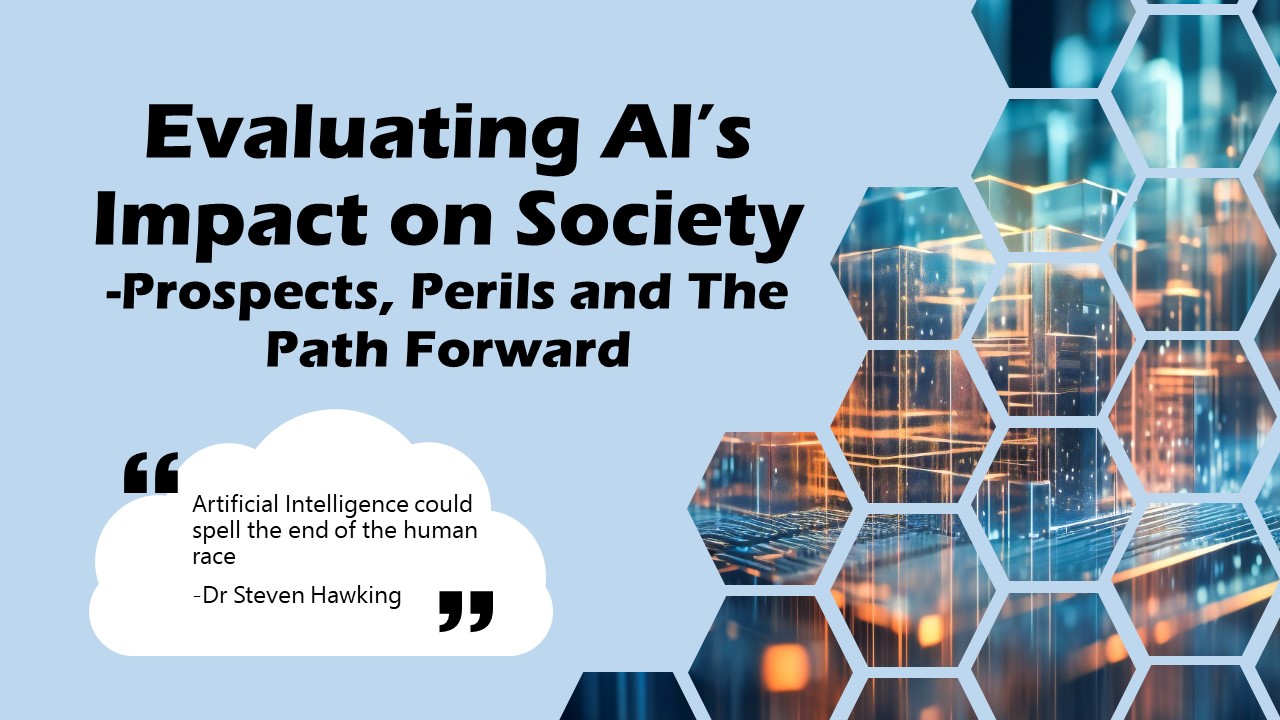 Evaluating AI’s
Impact on Society
-Prospects, Perils and The
Path Forward
“
Artificial Intelligence could
spell the end of the human
race
-Dr Steven Hawking
”